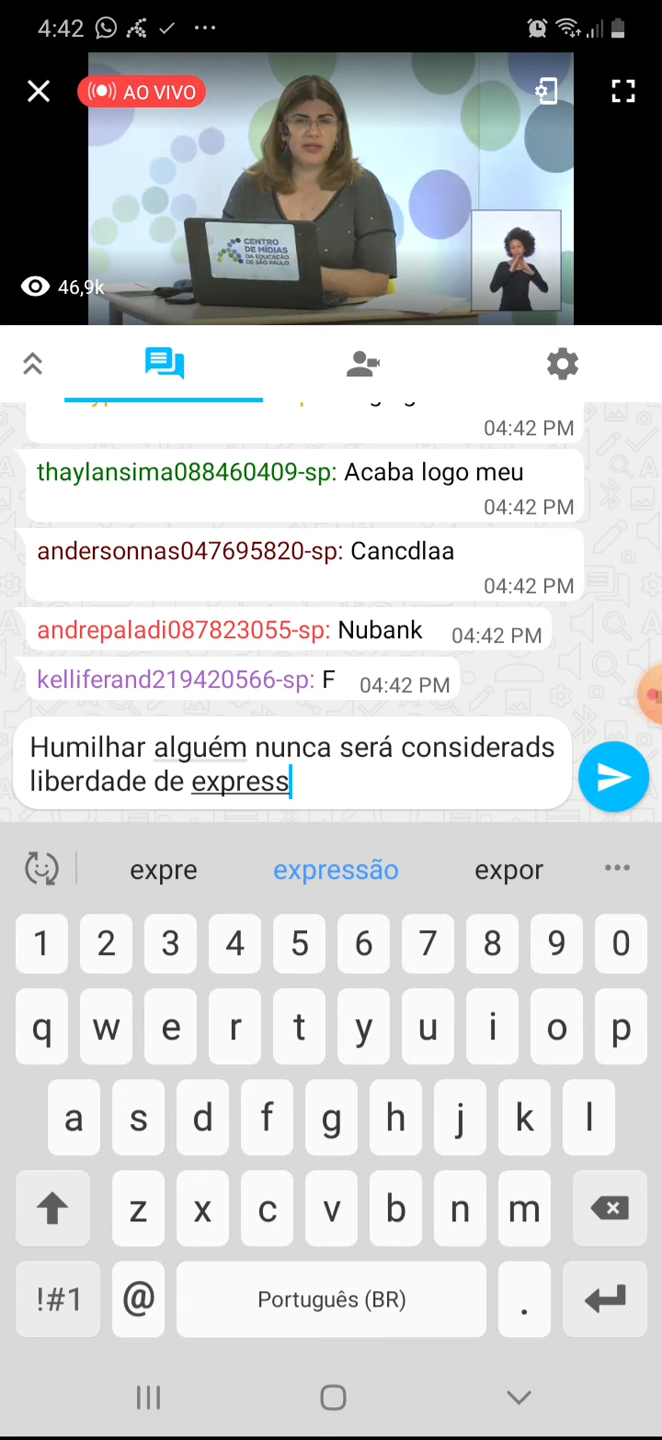 4:42
AO VIVO
CENTRO
DE MÍDIAS
DA EDUCAÇÃO
DE SÃO PAULO
46,9k
04:42 PM
thaylansima088460409-sp: Acaba logo meu
04:42 PM
andersonnas047695820-sp: Cancdlaa
04:42 PM
andrepaladi087823055-sp: Nubank 04:42 PM
kelliferand219420566-sp: F 04:42 PM
Humilhar alguém nunca será considerads
liberdade de express
expre expressão expor
1 2 3 4 5 6 7 8 9 0
q w e r t y u i o p
a s d f g h j k l
z x c v b n m
!#1 @ Português (BR) .